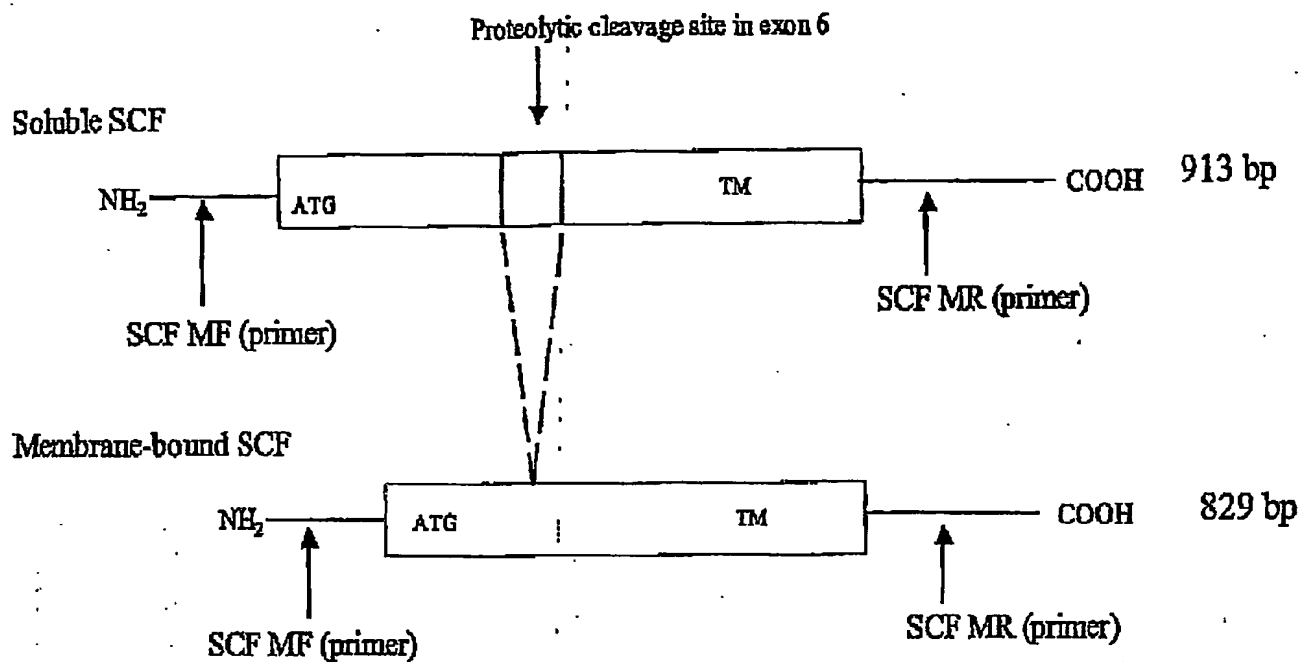 Proteolytic cleavage site in exon 6
Soluble SCF
NH₂ ATG TM COOH 913 bp
SCF MF (primer)
SCF MR (primer)
Membrane-bound SCF
NH₂ ATG TM COOH 829 bp
SCF MF (primer)
SCF MR (primer)